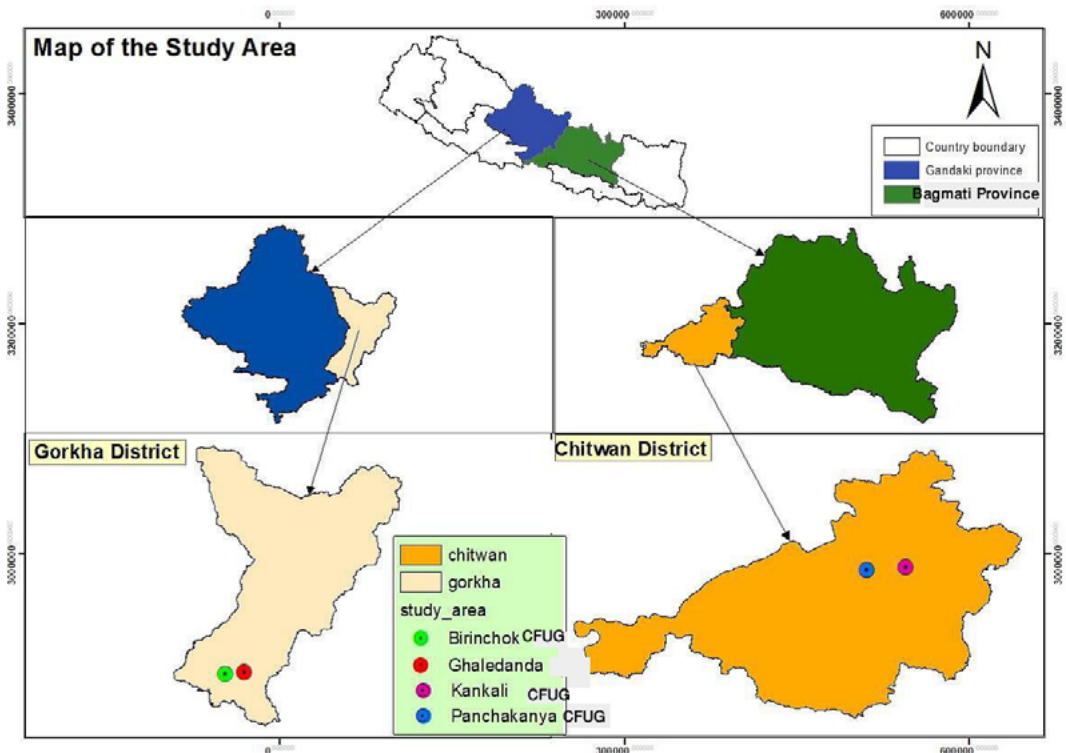 0 300000 600000
Map of the Study Area
N
3400000 3400000
Country boundary
Gandaki province
Bagmati Province
3200000 3200000
Gorkha District
Chitwan District
3000000 3000000
chitwan
gorkha
study_area
Birinchok CFUG
Ghaledanda
Kankali CFUG
Panchakanya CFUG
0 300000 600000